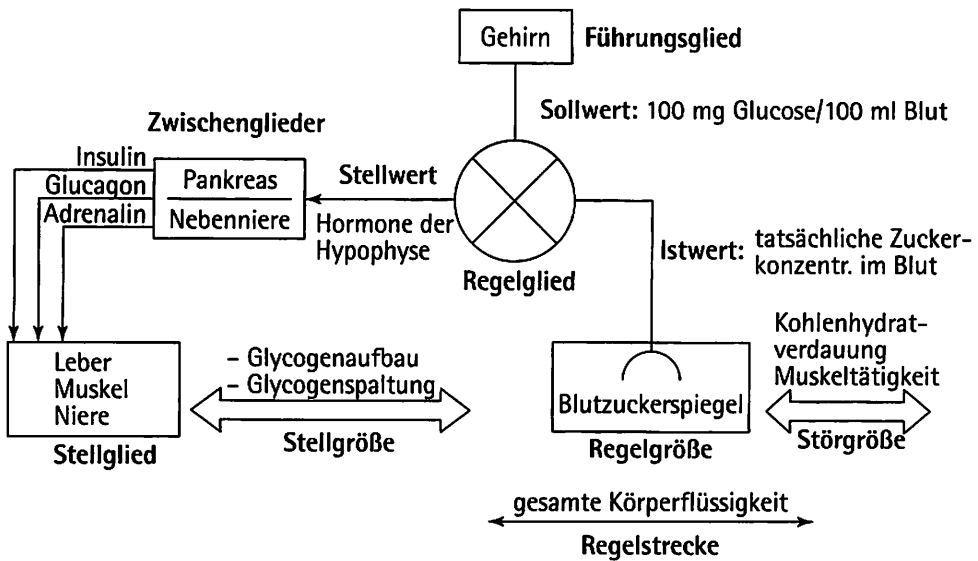 Gehirn
Führungsglied
Sollwert: 100 mg Glucose/100 ml Blut
Zwischenglieder
Insulin
Glucagon
Adrenalin
Pankreas
Nebenniere
Stellwert
Hormone der
Hypophyse
Regelglied
Istwert: tatsächliche Zucker-
konzentr. im Blut
Leber
Muskel
Niere
Stellglied
– Glycogenaufbau
– Glycogenspaltung
Stellgröße
Blutzuckerspiegel
Regelgröße
Kohlenhydrat-
verdauung
Muskeltätigkeit
Störgröße
gesamte Körperflüssigkeit
Regelstrecke